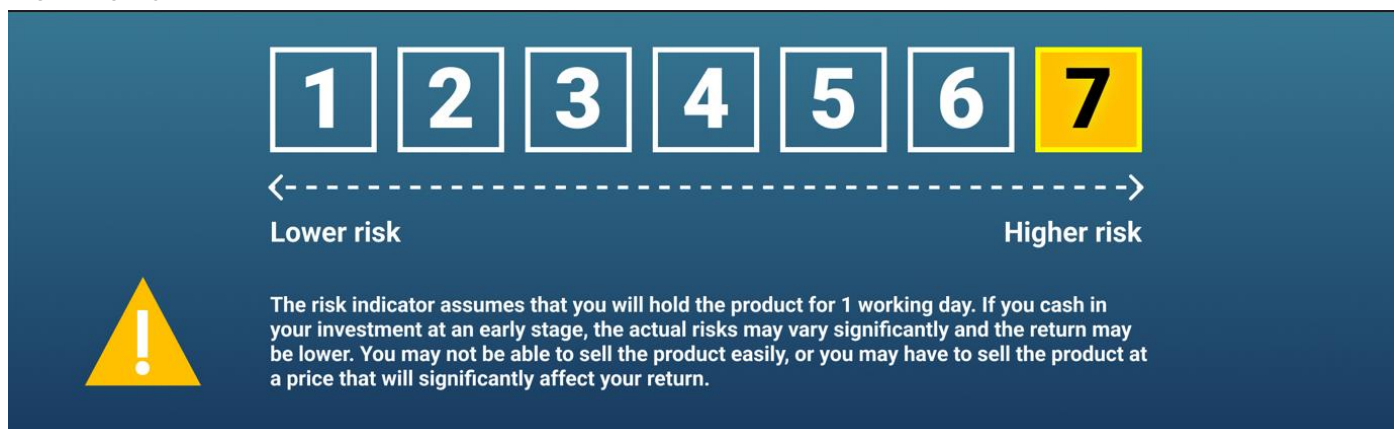 1 2 3 4 5 6 7
Lower risk Higher risk
The risk indicator assumes that you will hold the product for 1 working day. If you cash in
your investment at an early stage, the actual risks may vary significantly and the return may
be lower. You may not be able to sell the product easily, or you may have to sell the product at
a price that will significantly affect your return.